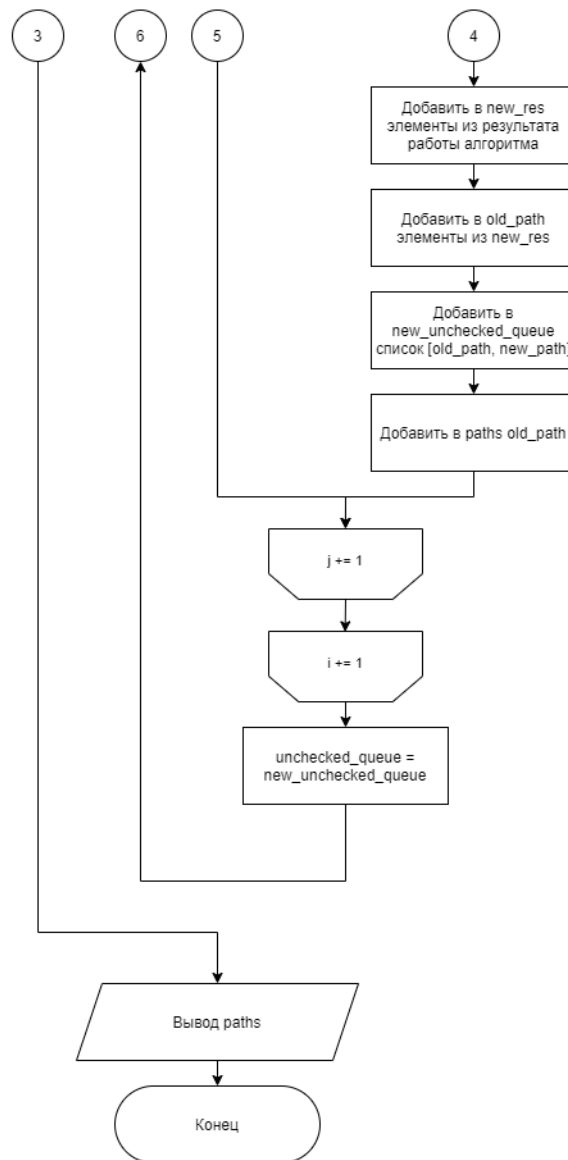 3
6
5
4
Добавить в new_res
элементы из результата
работы алгоритма
Добавить в old_path
элементы из new_res
Добавить в
new_unchecked_queue
список [old_path, new_path]
Добавить в paths old_path
j += 1
i += 1
unchecked_queue =
new_unchecked_queue
Вывод paths
Конец